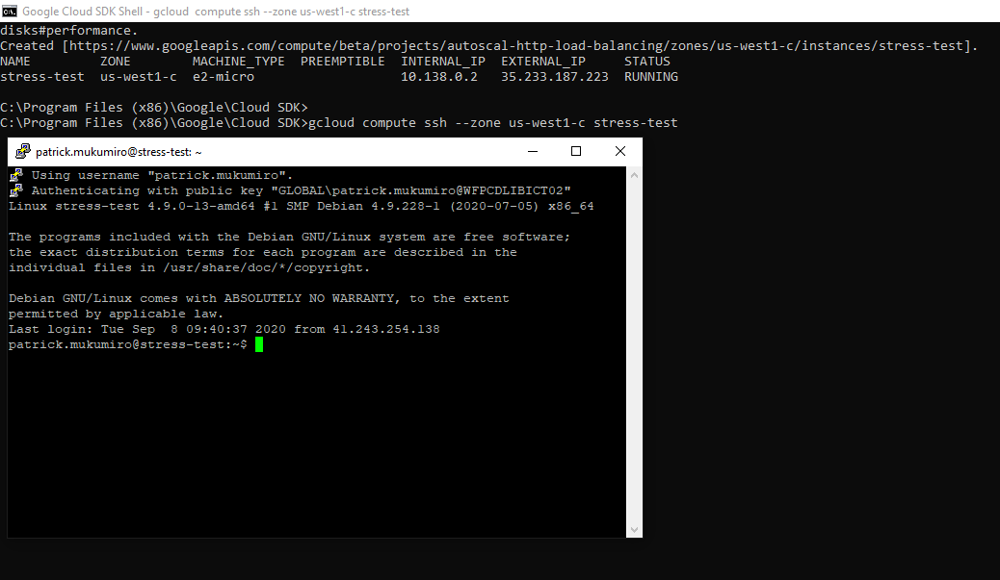 Google Cloud SDK Shell - gcloud  compute ssh --zone us-west1-c stress-test
disks#performance.
Created [https://www.googleapis.com/compute/beta/projects/autoscal-http-load-balancing/zones/us-west1-c/instances/stress-test].
NAME         ZONE        MACHINE_TYPE  PREEMPTIBLE  INTERNAL_IP  EXTERNAL_IP     STATUS
stress-test  us-west1-c  e2-micro                   10.138.0.2   35.233.187.223  RUNNING
C:\Program Files (x86)\Google\Cloud SDK>
C:\Program Files (x86)\Google\Cloud SDK>gcloud compute ssh --zone us-west1-c stress-test
patrick.mukumiro@stress-test: ~
Using username "patrick.mukumiro".
Authenticating with public key "GLOBAL\patrick.mukumiro@WFPCDLIBICT02"
Linux stress-test 4.9.0-13-amd64 #1 SMP Debian 4.9.228-1 (2020-07-05) x86_64
The programs included with the Debian GNU/Linux system are free software;
the exact distribution terms for each program are described in the
individual files in /usr/share/doc/*/copyright.
Debian GNU/Linux comes with ABSOLUTELY NO WARRANTY, to the extent
permitted by applicable law.
Last login: Tue Sep  8 09:40:37 2020 from 41.243.254.138
patrick.mukumiro@stress-test:~$